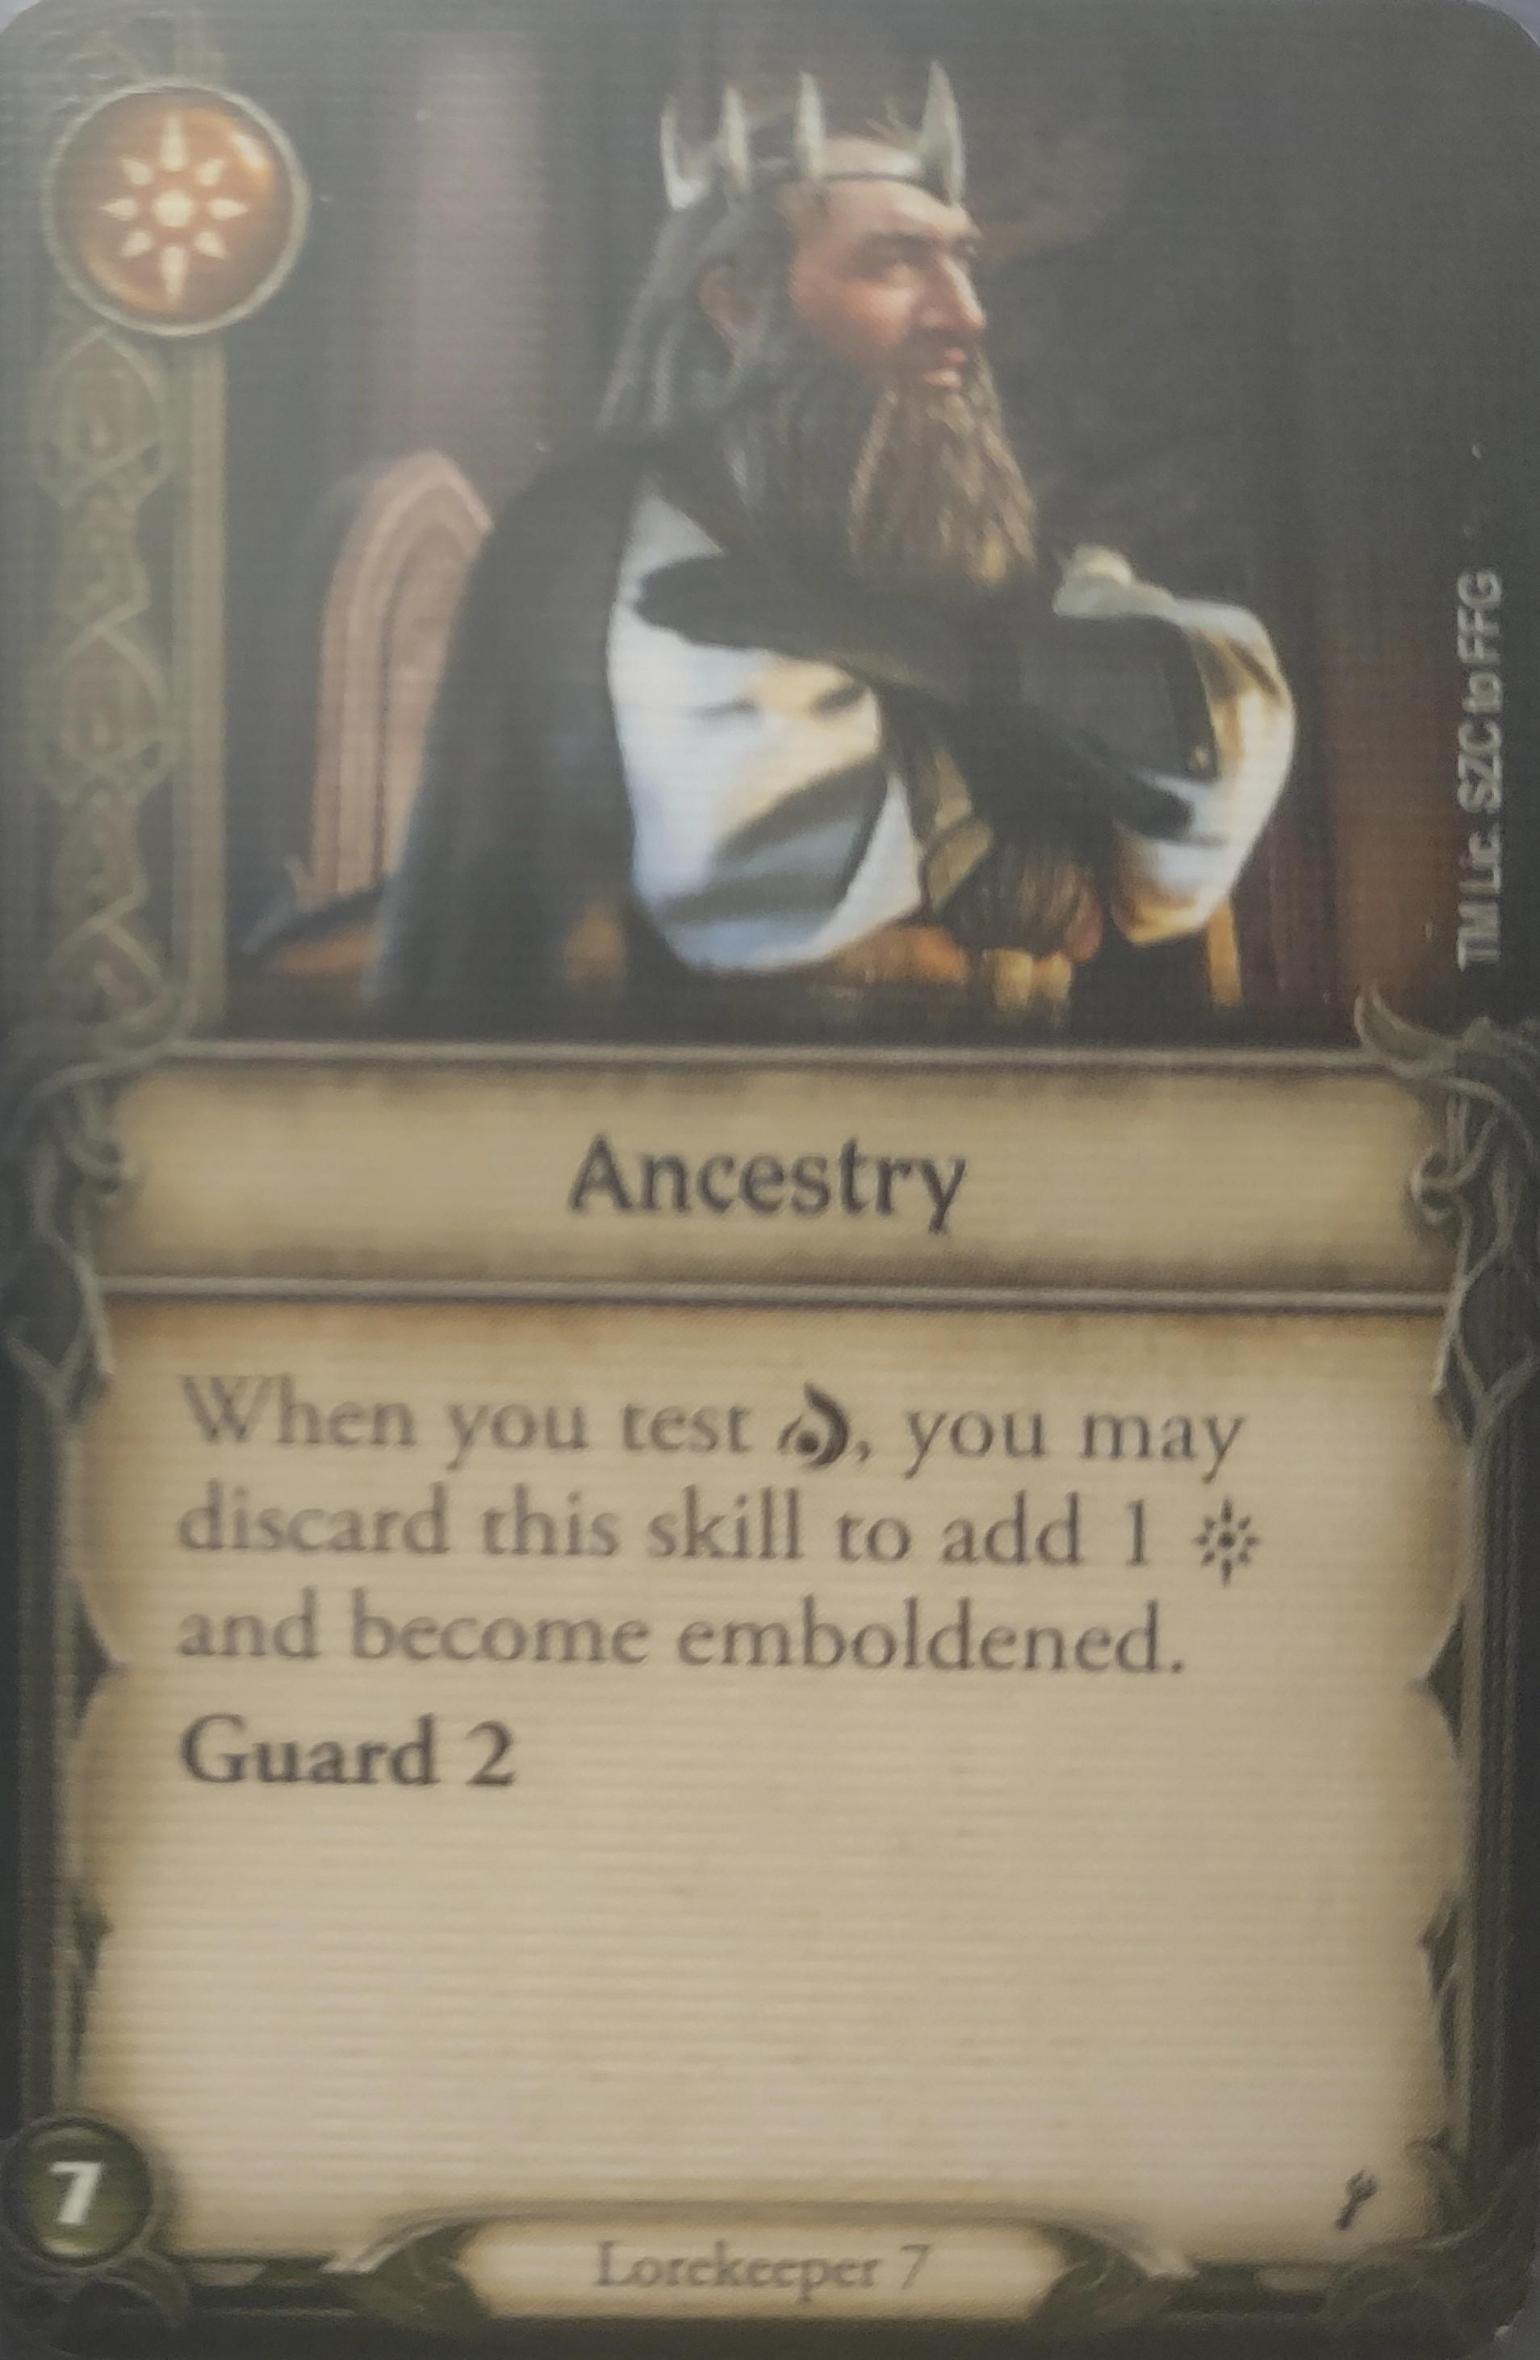 TM Lic. SZC to FFG
Ancestry
When you test , you may
discard this skill to add 1
and become emboldened.
Guard 2
7
Lorekeeper 7